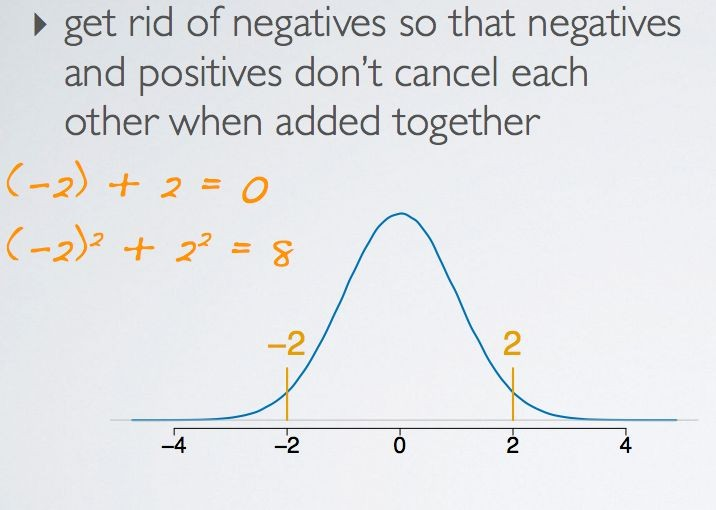 ▸ get rid of negatives so that negatives
and positives don’t cancel each
other when added together
(-2) + 2 = 0
(-2)² + 2² = 8
-2 2
-4 -2 0 2 4